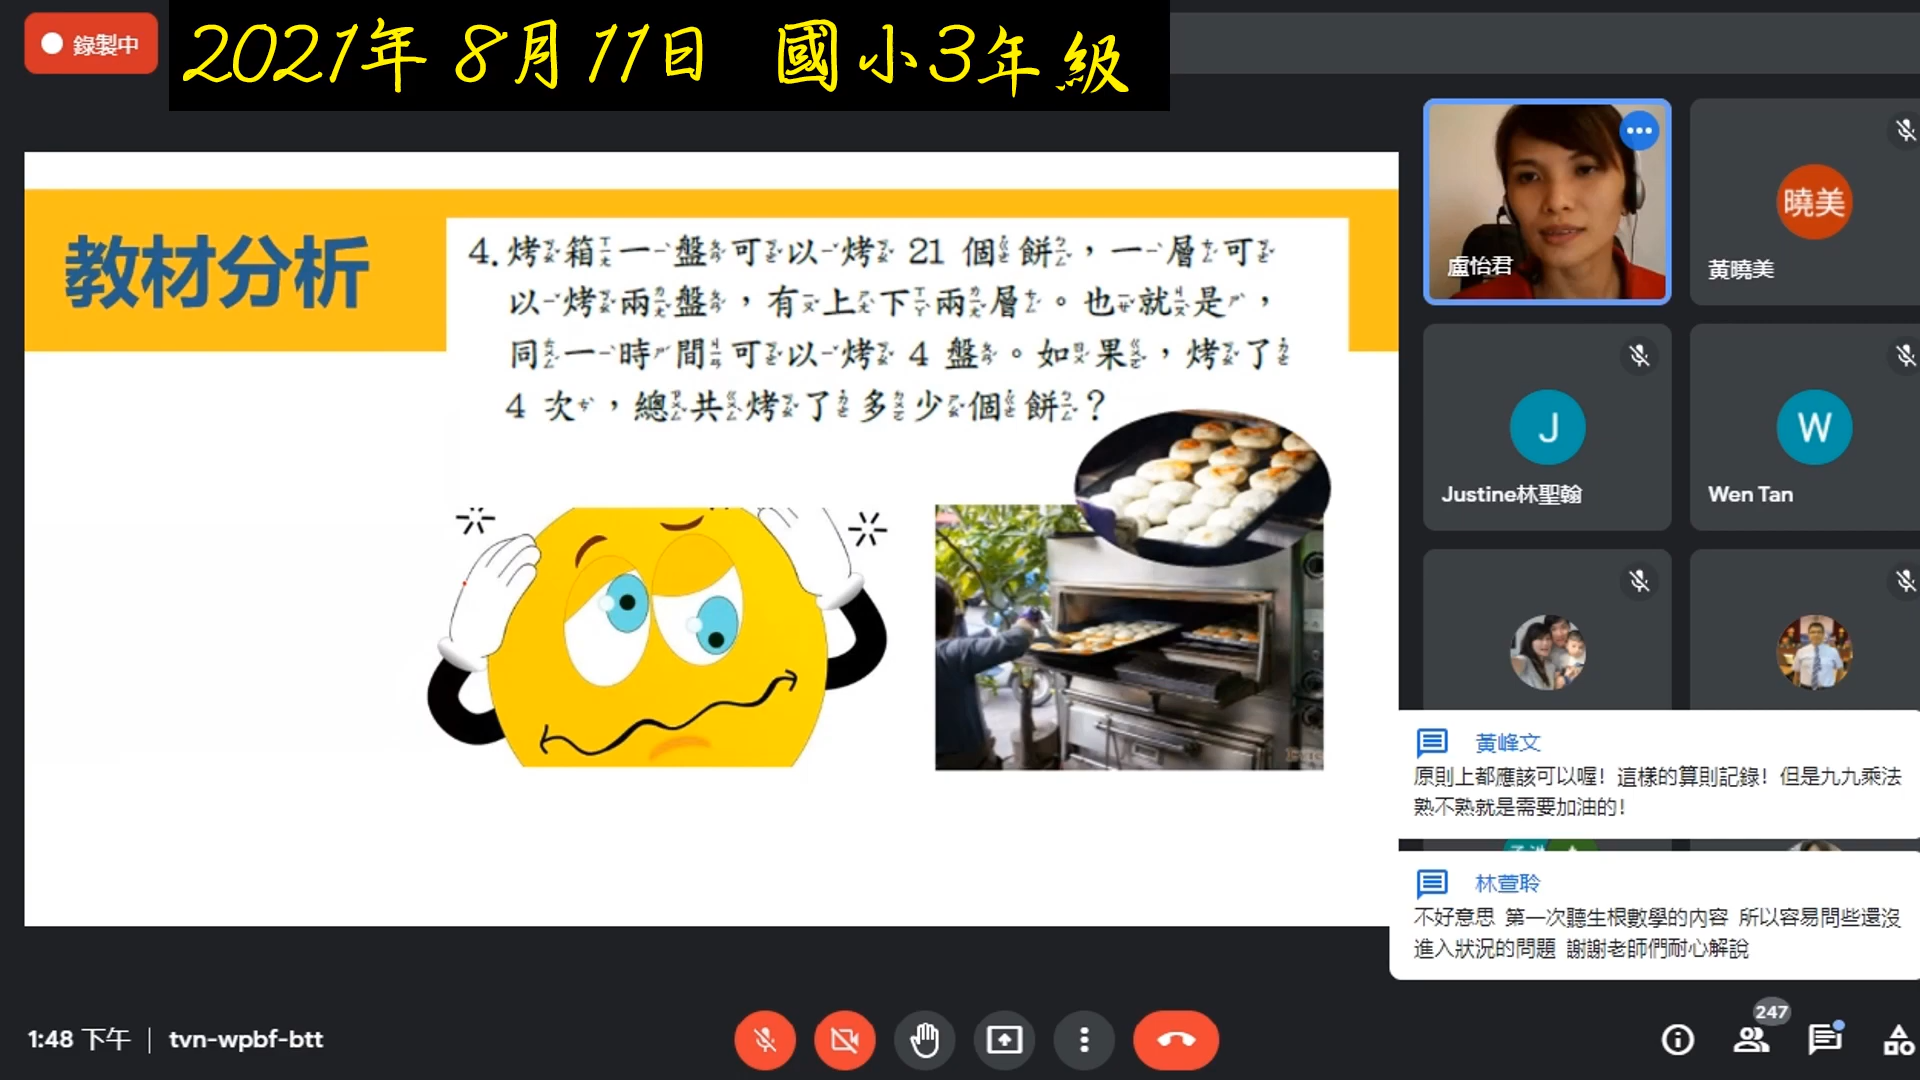 錄製中
2021年 8月11日 國小3年級
教材分析
4.烤箱一盤可以烤 21 個餅，一層可
以烤兩盤，有上下兩層。也就是，
同一時間可以烤 4 盤。如果，烤了
4 次，總共烤了多少個餅？
盧怡君
曉美
黃曉美
J
Justine林聖翰
W
Wen Tan
黃峰文
原則上都應該可以喔！這樣的算則記錄！但是九九乘法
熟不熟就是需要加油的！
林萱聆
不好意思 第一次聽生根數學的內容 所以容易問些還沒
進入狀況的問題 謝謝老師們耐心解說
1:48 下午 | tvn-wpbf-btt
247